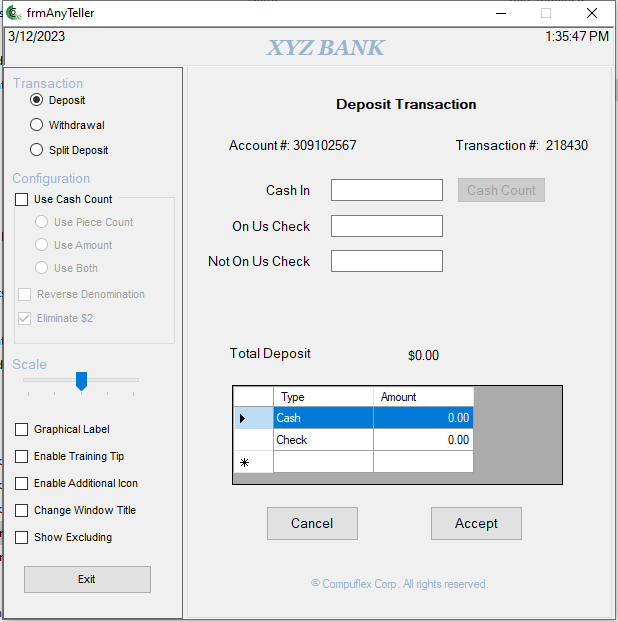 frmAnyTeller
3/12/2023
XYZ BANK
1:35:47 PM
Transaction
Deposit
Withdrawal
Split Deposit
Configuration
Use Cash Count
Use Piece Count
Use Amount
Use Both
Reverse Denomination
Eliminate $2
Scale
Graphical Label
Enable Training Tip
Enable Additional Icon
Change Window Title
Show Excluding
Exit
Deposit Transaction
Account #: 309102567 Transaction #: 218430
Cash In Cash Count
On Us Check
Not On Us Check
Total Deposit $0.00
Type Amount
Cash 0.00
Check 0.00
Cancel Accept
© Compuflex Corp. All rights reserved.